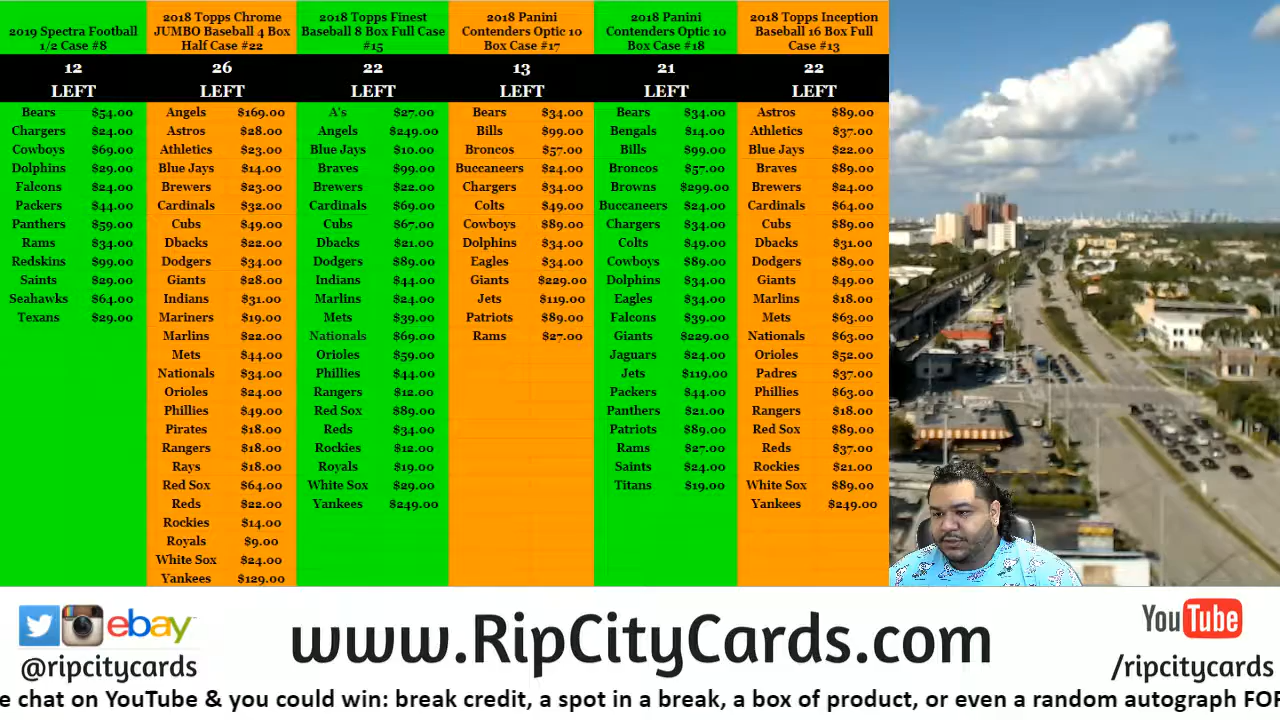 2019 Spectra Football
1/2 Case #8
12
LEFT
Bears $54.00
Chargers $24.00
Cowboys $69.00
Dolphins $29.00
Falcons $24.00
Packers $44.00
Panthers $59.00
Rams $34.00
Redskins $99.00
Saints $29.00
Seahawks $64.00
Texans $29.00
2018 Topps Chrome
JUMBO Baseball 4 Box
Half Case #22
26
LEFT
Angels $169.00
Astros $28.00
Athletics $23.00
Blue Jays $14.00
Brewers $23.00
Cardinals $32.00
Cubs $49.00
Dbacks $22.00
Dodgers $34.00
Giants $28.00
Indians $31.00
Mariners $19.00
Marlins $22.00
Mets $44.00
Nationals $34.00
Orioles $24.00
Phillies $49.00
Pirates $18.00
Rangers $18.00
Rays $18.00
Red Sox $64.00
Reds $22.00
Rockies $14.00
Royals $9.00
White Sox $24.00
Yankees $129.00
2018 Topps Finest
Baseball 8 Box Full Case
#15
22
LEFT
A's $27.00
Angels $249.00
Blue Jays $10.00
Braves $99.00
Brewers $22.00
Cardinals $69.00
Cubs $67.00
Dbacks $21.00
Dodgers $89.00
Indians $44.00
Marlins $24.00
Mets $39.00
Nationals $69.00
Orioles $59.00
Phillies $44.00
Rangers $12.00
Red Sox $89.00
Reds $34.00
Rockies $12.00
Royals $19.00
White Sox $29.00
Yankees $249.00
2018 Panini
Contenders Optic 10
Box Case #17
13
LEFT
Bears $34.00
Bills $99.00
Broncos $57.00
Buccaneers $24.00
Chargers $34.00
Colts $49.00
Cowboys $89.00
Dolphins $34.00
Eagles $34.00
Giants $229.00
Jets $119.00
Patriots $89.00
Rams $27.00
2018 Panini
Contenders Optic 10
Box Case #18
21
LEFT
Bears $34.00
Bengals $14.00
Bills $99.00
Broncos $57.00
Browns $299.00
Buccaneers $24.00
Chargers $34.00
Colts $49.00
Cowboys $89.00
Dolphins $34.00
Eagles $34.00
Falcons $39.00
Giants $229.00
Jaguars $24.00
Jets $119.00
Packers $44.00
Panthers $21.00
Patriots $89.00
Rams $27.00
Saints $24.00
Titans $19.00
2018 Topps Inception
Baseball 16 Box Full
Case #13
22
LEFT
Astros $89.00
Athletics $37.00
Blue Jays $22.00
Braves $89.00
Brewers $24.00
Cardinals $64.00
Cubs $89.00
Dbacks $31.00
Dodgers $89.00
Giants $49.00
Marlins $18.00
Mets $63.00
Nationals $63.00
Orioles $52.00
Padres $37.00
Phillies $63.00
Rangers $18.00
Red Sox $89.00
Reds $37.00
Rockies $21.00
White Sox $89.00
Yankees $249.00
ebay
@ripcitycards
www.RipCityCards.com
YouTube
/ripcitycards
e chat on YouTube & you could win: break credit, a spot in a break, a box of product, or even a random autograph FOR